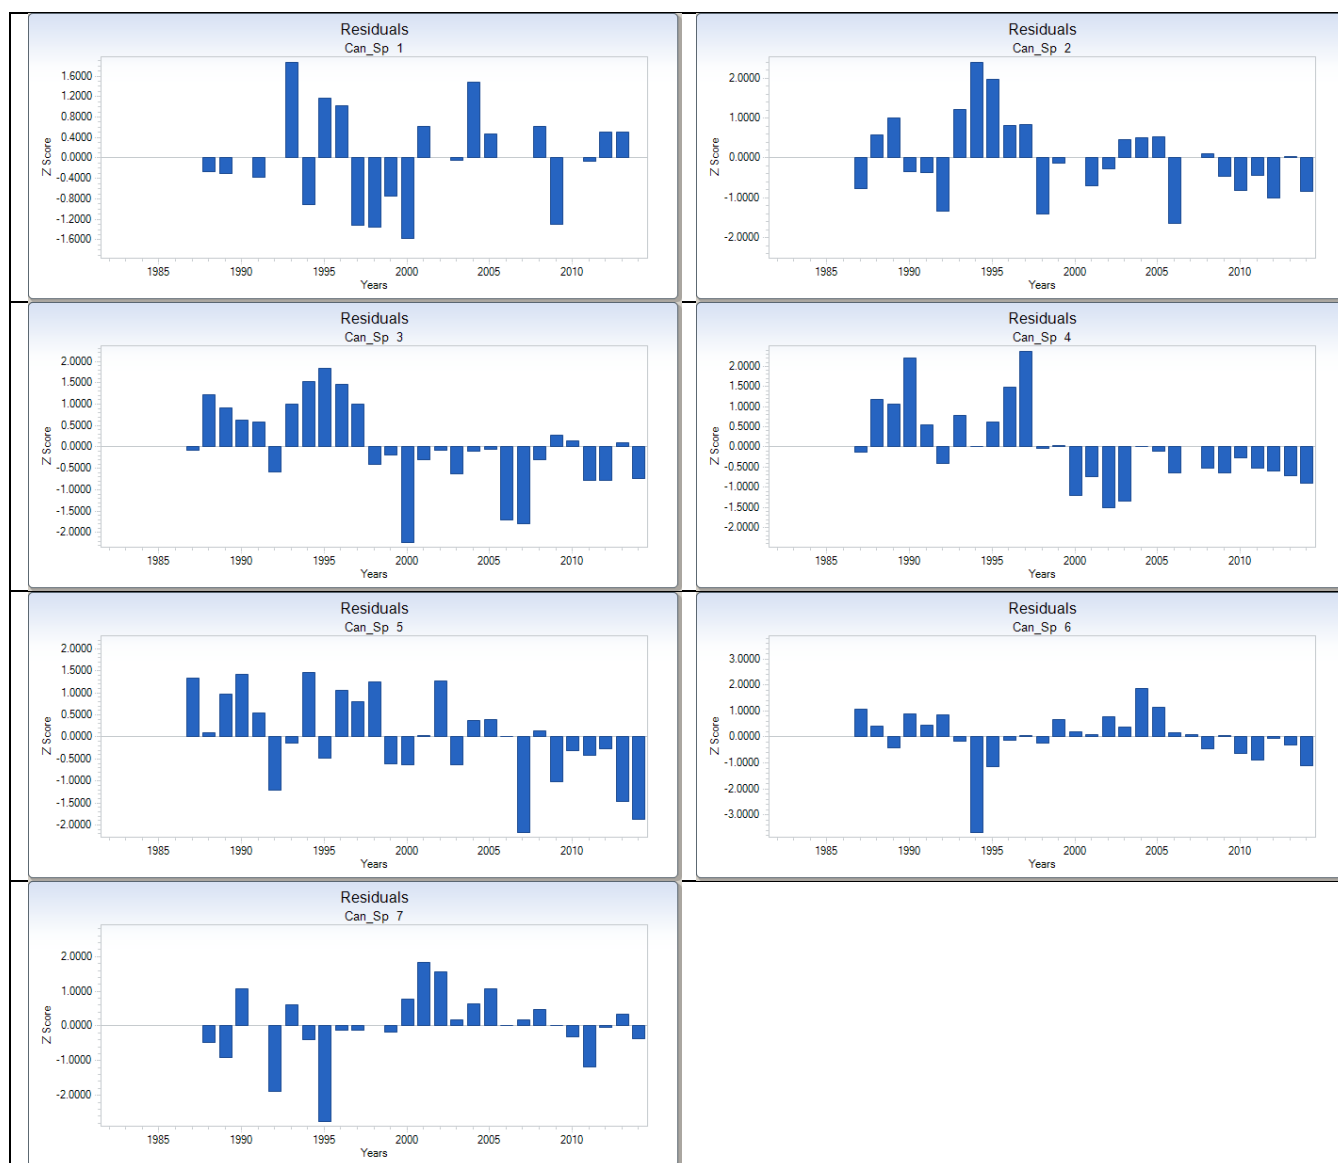 Residuals
Can_Sp 1
1.6000
1.2000
0.8000
0.4000
0.0000
-0.4000
-0.8000
-1.2000
-1.6000
Z Score
1985 1990 1995 2000 2005 2010
Years
Residuals
Can_Sp 2
2.0000
1.0000
0.0000
-1.0000
-2.0000
Z Score
1985 1990 1995 2000 2005 2010
Years
Residuals
Can_Sp 3
2.0000
1.5000
1.0000
0.5000
0.0000
-0.5000
-1.0000
-1.5000
-2.0000
Z Score
1985 1990 1995 2000 2005 2010
Years
Residuals
Can_Sp 4
2.0000
1.5000
1.0000
0.5000
0.0000
-0.5000
-1.0000
-1.5000
-2.0000
Z Score
1985 1990 1995 2000 2005 2010
Years
Residuals
Can_Sp 5
2.0000
1.5000
1.0000
0.5000
0.0000
-0.5000
-1.0000
-1.5000
-2.0000
Z Score
1985 1990 1995 2000 2005 2010
Years
Residuals
Can_Sp 6
3.0000
2.0000
1.0000
0.0000
-1.0000
-2.0000
-3.0000
Z Score
1985 1990 1995 2000 2005 2010
Years
Residuals
Can_Sp 7
2.0000
1.0000
0.0000
-1.0000
-2.0000
Z Score
1985 1990 1995 2000 2005 2010
Years